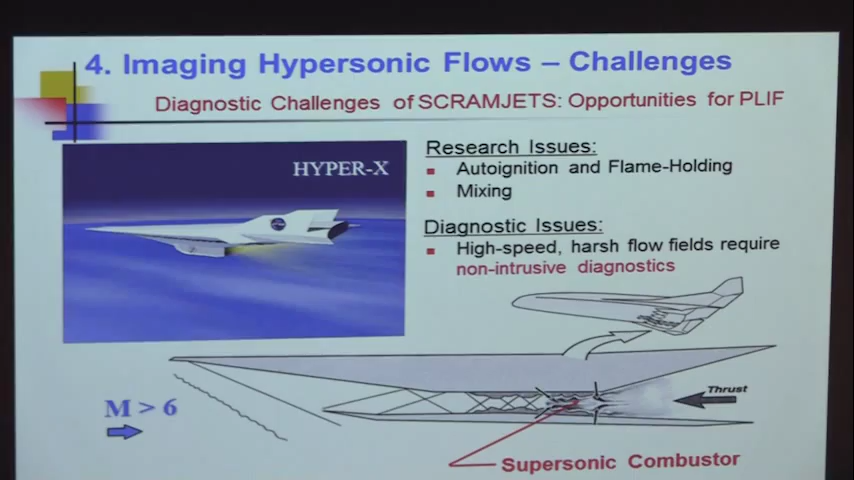 4. Imaging Hypersonic Flows – Challenges
Diagnostic Challenges of SCRAMJETS: Opportunities for PLIF
HYPER-X
Research Issues:
Autoignition and Flame-Holding
Mixing
Diagnostic Issues:
High-speed, harsh flow fields require
non-intrusive diagnostics
M > 6
Thrust
Supersonic Combustor